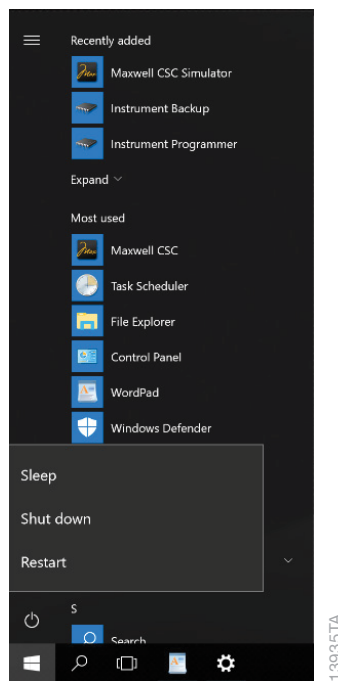 Recently added
Maxwell CSC Simulator
Instrument Backup
Instrument Programmer
Expand
Most used
Maxwell CSC
Task Scheduler
File Explorer
Control Panel
WordPad
Windows Defender
Sleep
Shut down
Restart
S
Search
13935TA